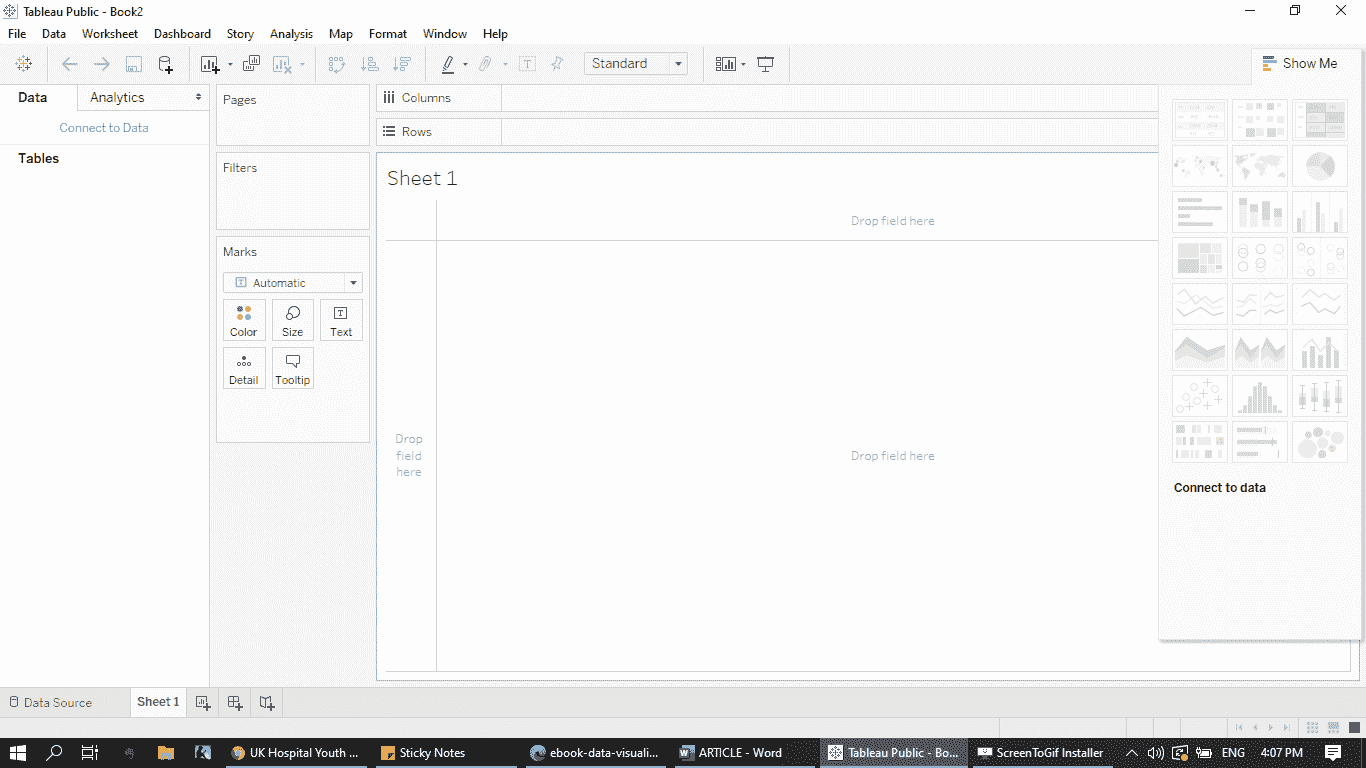 Tableau Public - Book2
File Data Worksheet Dashboard Story Analysis Map Format Window Help
Standard
Show Me
Data Analytics
Connect to Data
Tables
Pages
Filters
Marks
Automatic
Color Size Text
Detail Tooltip
Columns
Rows
Sheet 1
Drop field here
Drop
field
here
Drop field here
Connect to data
Data Source Sheet 1
UK Hospital Youth ... Sticky Notes ebook-data-visuali... ARTICLE - Word Tableau Public - Bo... ScreenToGif Installer ENG 4:07 PM